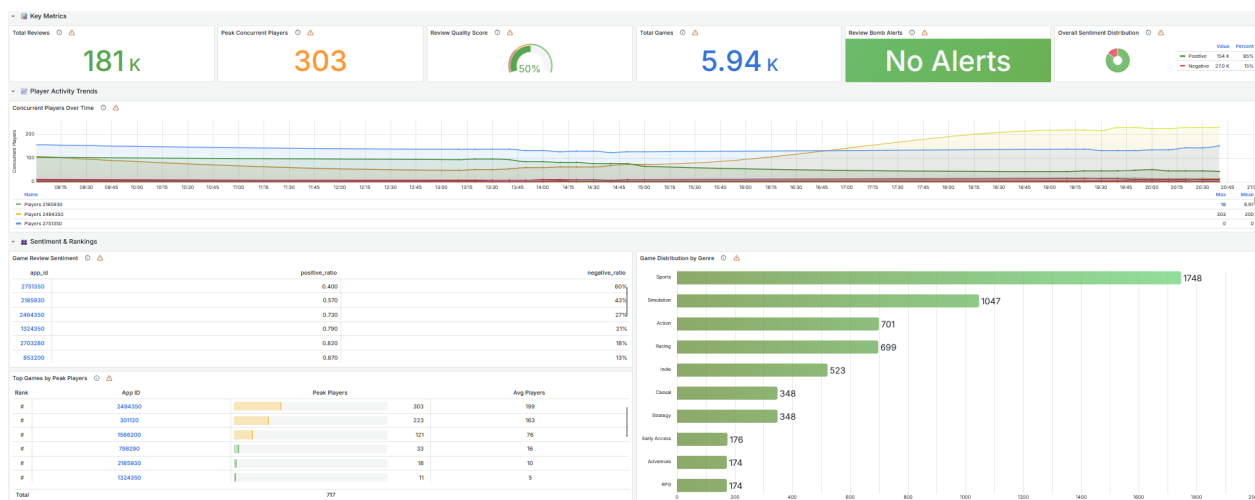 Key Metrics
Total Reviews
Peak Concurrent Players
Review Quality Score
Total Games
Review Bomb Alerts
Overall Sentiment Distribution
181 K
303
50%
5.94 K
No Alerts
Value Percent
Positive 154 K 85%
Negative 27.0 K 15%
Player Activity Trends
Concurrent Players Over Time
Concurrent Players
200
100
0
09:15 09:30 09:45 10:00 10:15 10:30 10:45 11:00 11:15 11:30 11:45 12:00 12:15 12:30 12:45 13:00 13:15 13:30 13:45 14:00 14:15 14:30 14:45 15:00 15:15 15:30 15:45 16:00 16:15 16:30 16:45 17:00 17:15 17:30 17:45 18:00 18:15 18:30 18:45 19:00 19:15 19:30 19:45 20:00 20:15 20:30 20:45 21:0
Name Max Mean
Players 2185930 18 9.97
Players 2494350 303 200
Players 2751350 0 0
Sentiment & Rankings
Game Review Sentiment
app_id positive_ratio negative_ratio
2751350 0.400 60%
2185930 0.570 43%
2494350 0.730 27%
1324350 0.790 21%
2703280 0.820 18%
853200 0.870 13%
Top Games by Peak Players
Rank App ID Peak Players Avg Players
# 2494350 303 199
# 301120 223 163
# 1566200 121 76
# 798290 33 16
# 2185930 18 10
# 1324350 11 5
Total 717
Game Distribution by Genre
Sports 1748
Simulation 1047
Action 701
Racing 699
Indie 523
Casual 348
Strategy 348
Early Access 176
Adventure 174
RPG 174
0 200 400 600 800 1000 1200 1400 1600 1800 200